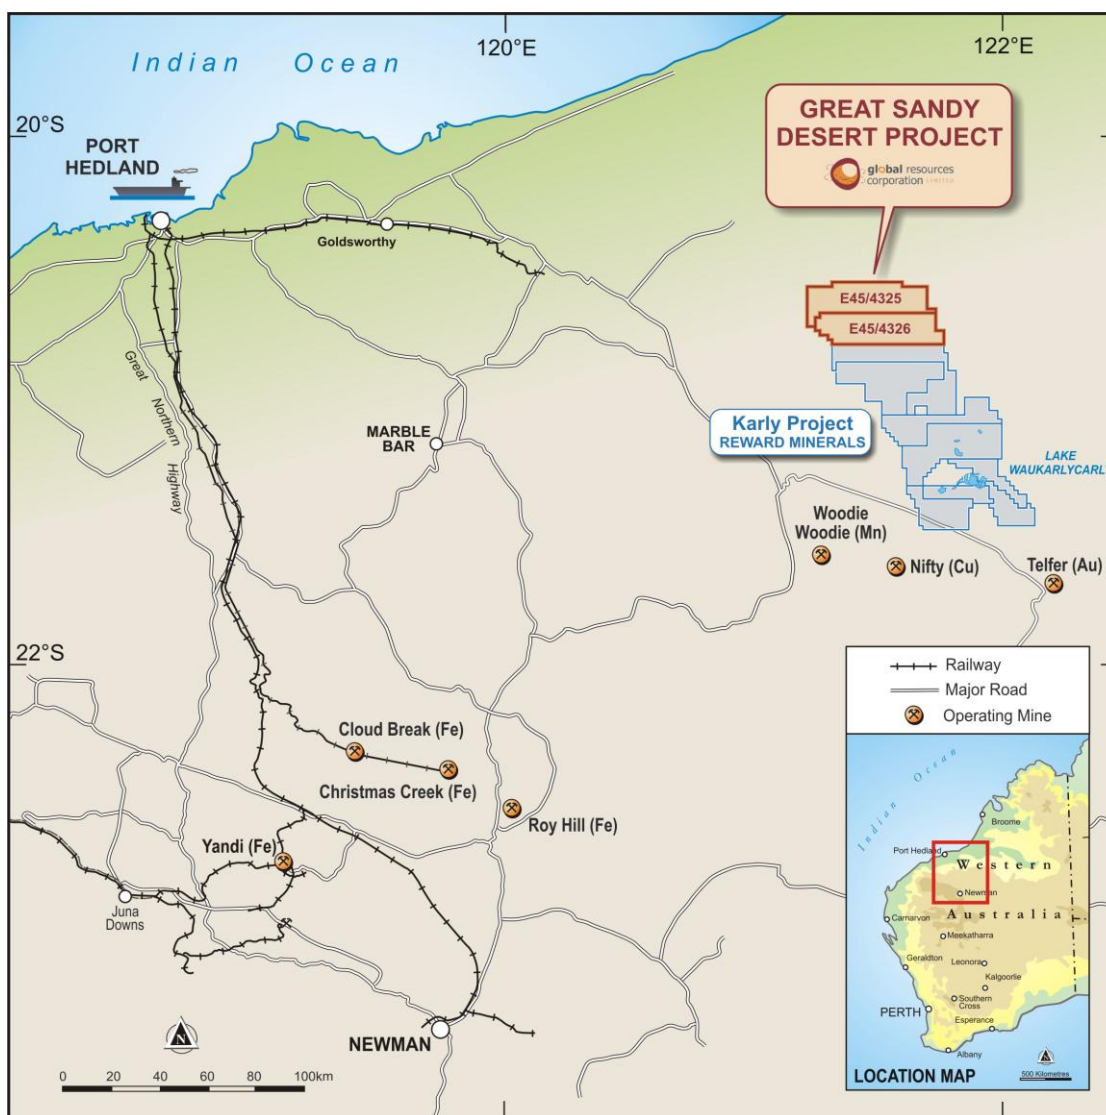 Indian Ocean
120°E
122°E
20°S
PORT
HEDLAND
GREAT SANDY
DESERT PROJECT
global resources
corporation LIMITED
Goldsworthy
E45/4325
E45/4326
Great Northern Highway
MARBLE
BAR
Karly Project
REWARD MINERALS
LAKE
WAUKARLYCARL
Woodie
Woodie (Mn)
Nifty (Cu)
Telfer (Au)
22°S
Cloud Break (Fe)
Christmas Creek (Fe)
Roy Hill (Fe)
Yandi (Fe)
Juna
Downs
NEWMAN
N
0 20 40 60 80 100km
Railway
Major Road
Operating Mine
Indian Ocean
Broome
Port Hedland
Western
Newman
Australia
Carnarvon
Meekatharra
Geraldton
Leonora
Kalgoorlie
Southern
Cross
PERTH
Esperance
Albany
N
500 Kilometres
LOCATION MAP